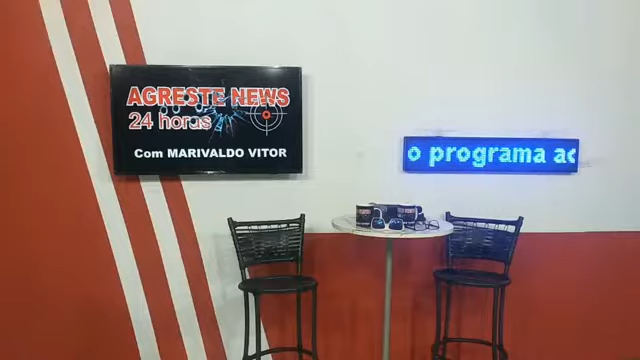 AGRESTE NEWS
24 horas
Com MARIVALDO VITOR
o programa ac